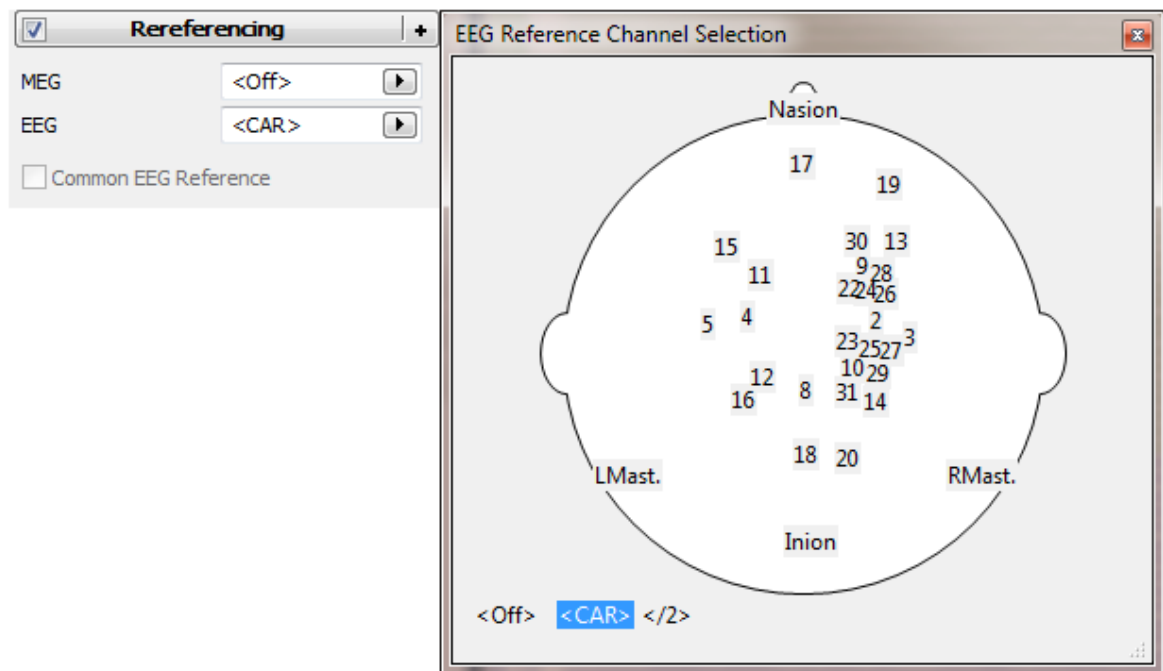 Rereferencing +
MEG <Off>
EEG <CAR>
Common EEG Reference
EEG Reference Channel Selection
Nasion
17
19
15 30 13
11 9 28
22 24 26
5 4 2
23 25 27 3
12 10 29
16 8 31 14
18 20
LMast. RMast.
Inion
<Off> <CAR> </2>